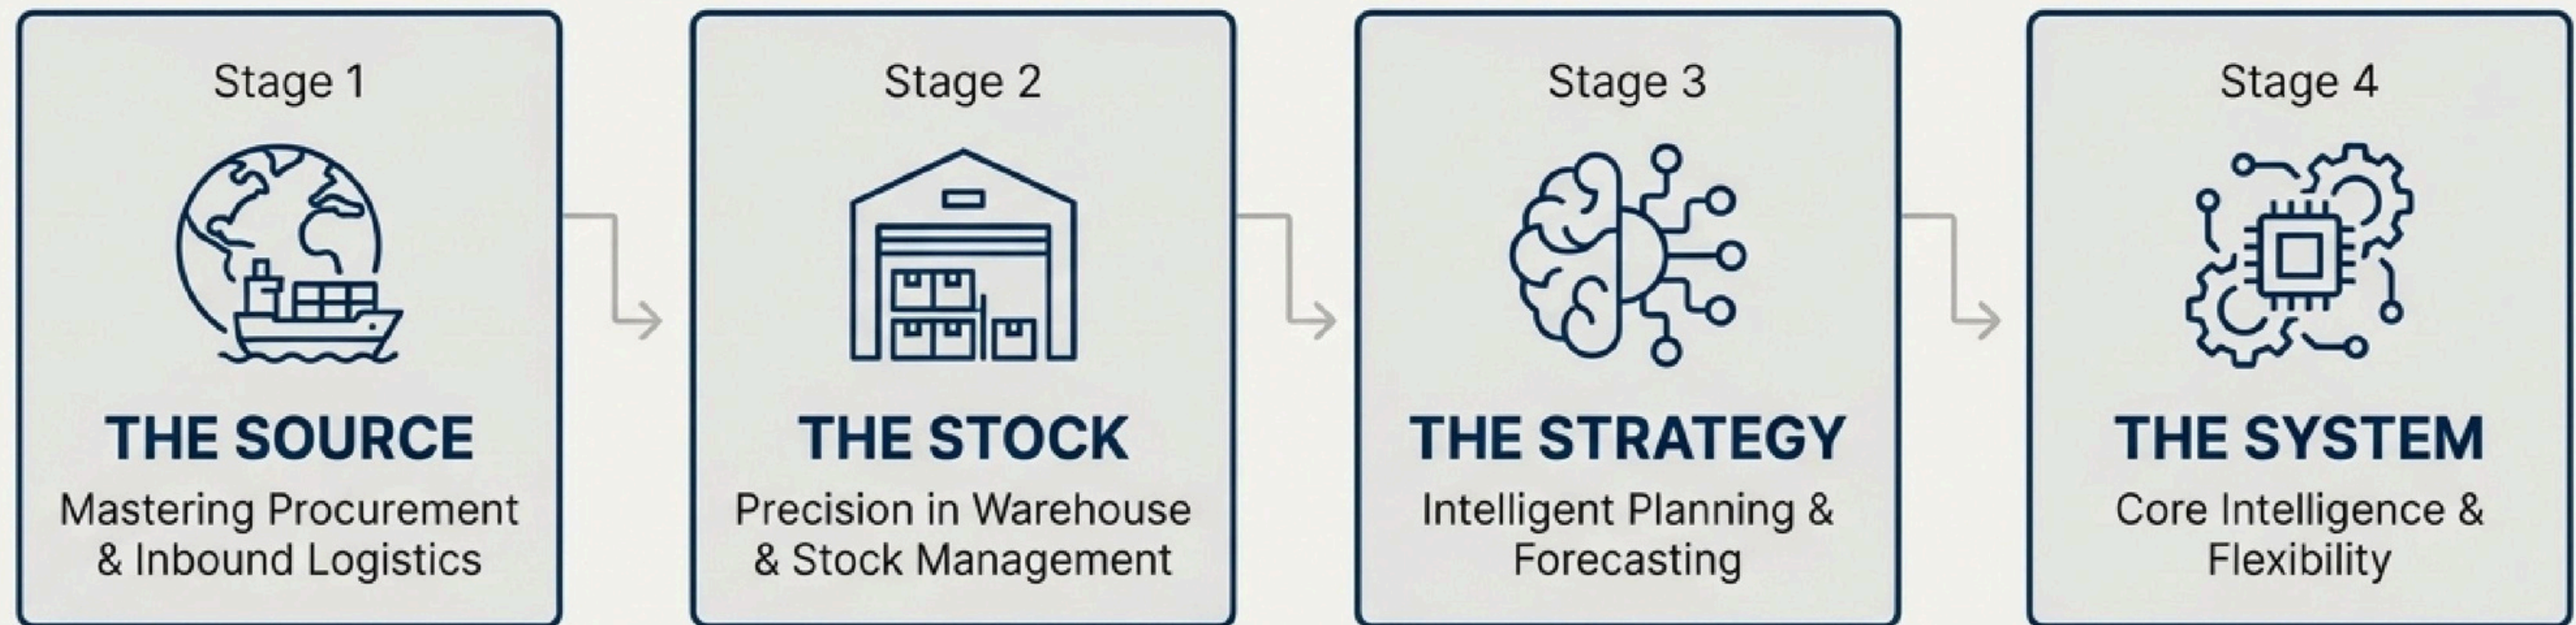 Stage 1
THE SOURCE
Mastering Procurement
& Inbound Logistics
Stage 2
THE STOCK
Precision in Warehouse
& Stock Management
Stage 3
THE STRATEGY
Intelligent Planning &
Forecasting
Stage 4
THE SYSTEM
Core Intelligence &
Flexibility